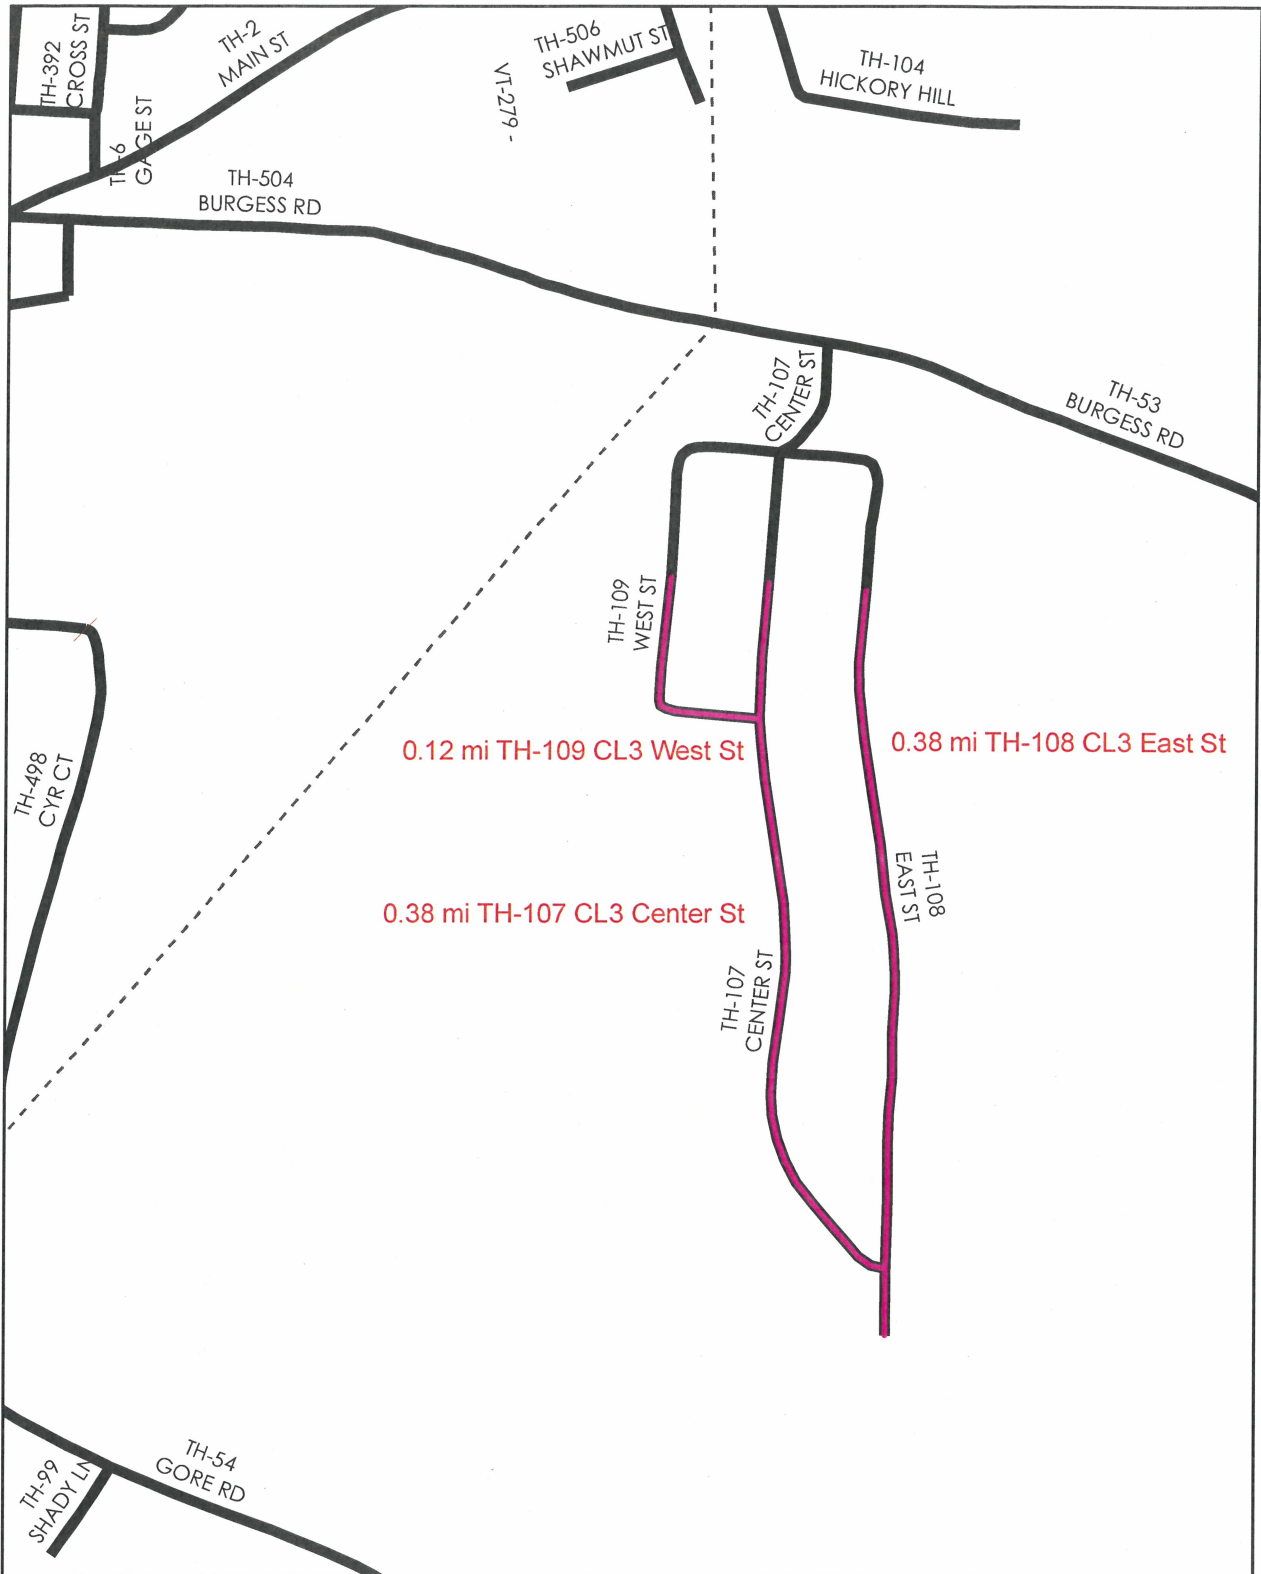 TH-392
CROSS ST
TH-2
MAIN ST
TH-6
GAGE ST
TH-506
SHAWMUT ST
VT-279 -
TH-104
HICKORY HILL
TH-504
BURGESS RD
TH-107
CENTER ST
TH-53
BURGESS RD
TH-109
WEST ST
0.12 mi TH-109 CL3 West St
0.38 mi TH-108 CL3 East St
TH-498
CYR CT
TH-108
EAST ST
0.38 mi TH-107 CL3 Center St
TH-107
CENTER ST
TH-54
GORE RD
TH-99
SHADY LN